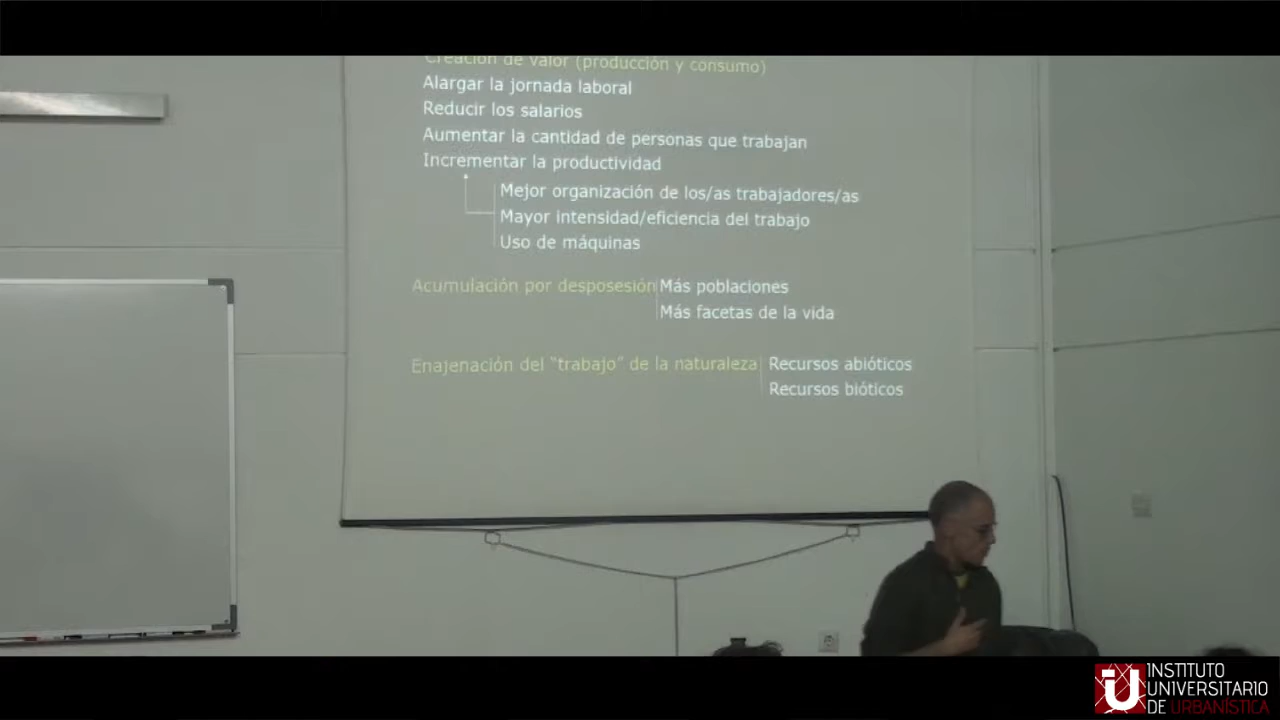 Creación de valor (producción y consumo)
Alargar la jornada laboral
Reducir los salarios
Aumentar la cantidad de personas que trabajan
Incrementar la productividad
Mejor organización de los/as trabajadores/as
Mayor intensidad/eficiencia del trabajo
Uso de máquinas
Acumulación por desposesión
Más poblaciones
Más facetas de la vida
Enajenación del "trabajo" de la naturaleza
Recursos abióticos
Recursos bióticos
INSTITUTO
UNIVERSITARIO
DE URBANÍSTICA